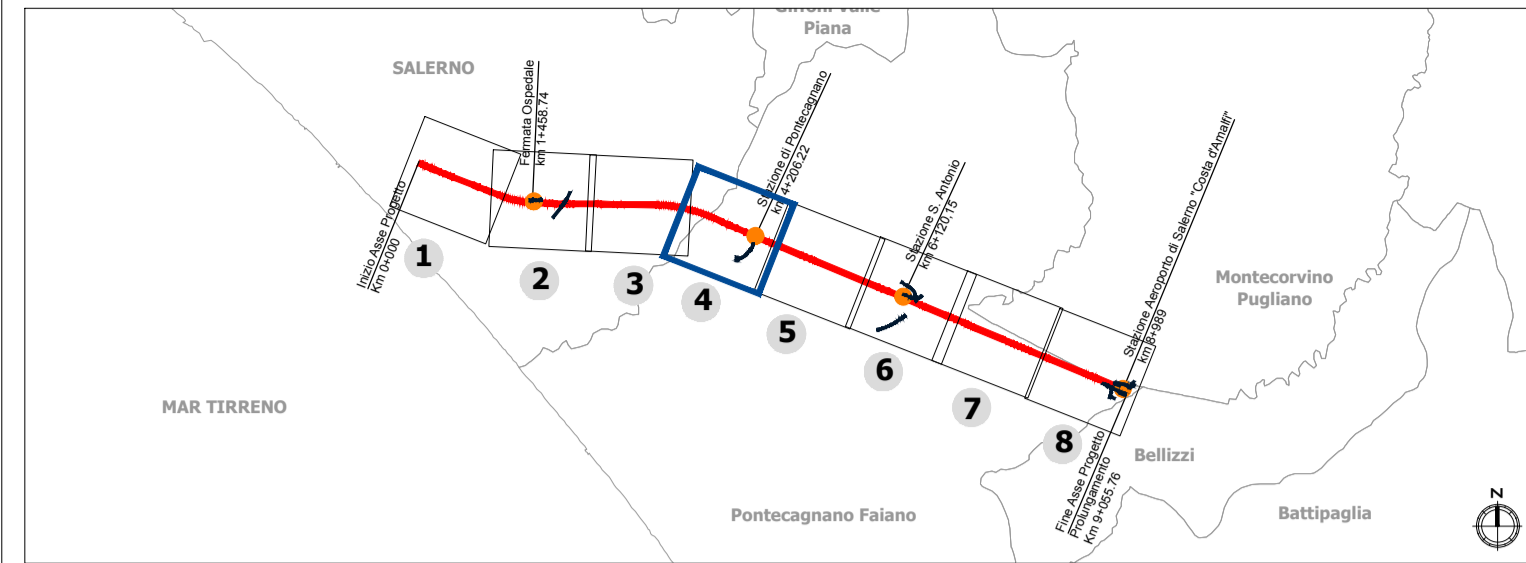 Giffoni Valle
Piana
SALERNO
Fermata Ospedale
km 1+458.74
Stazione di Pontecagnano
km 4+206.22
Stazione S. Antonio
km 6+120,15
Stazione Aeroporto di Salerno "Costa d'Amalfi"
km 8+989
Inizio Asse Progetto
Km 0+000
Montecorvino
Pugliano
1
2
3
4
5
6
7
8
MAR TIRRENO
Fine Asse Progetto
Prolungamento
Km 9+055.76
Bellizzi
Pontecagnano Faiano
Battipaglia
N